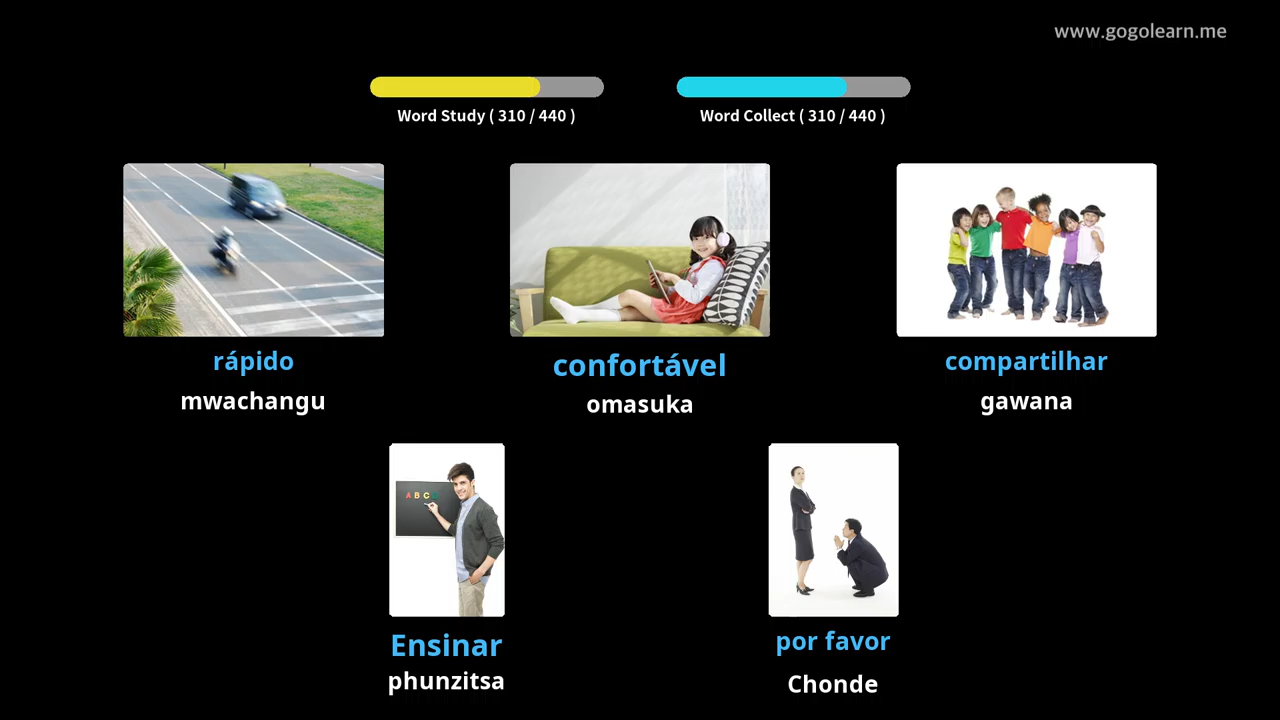 www.gogolearn.me
Word Study ( 310 / 440 )
Word Collect ( 310 / 440 )
rápido
confortável
compartilhar
mwachangu
omasuka
gawana
A B C
Ensinar
por favor
phunzitsa
Chonde